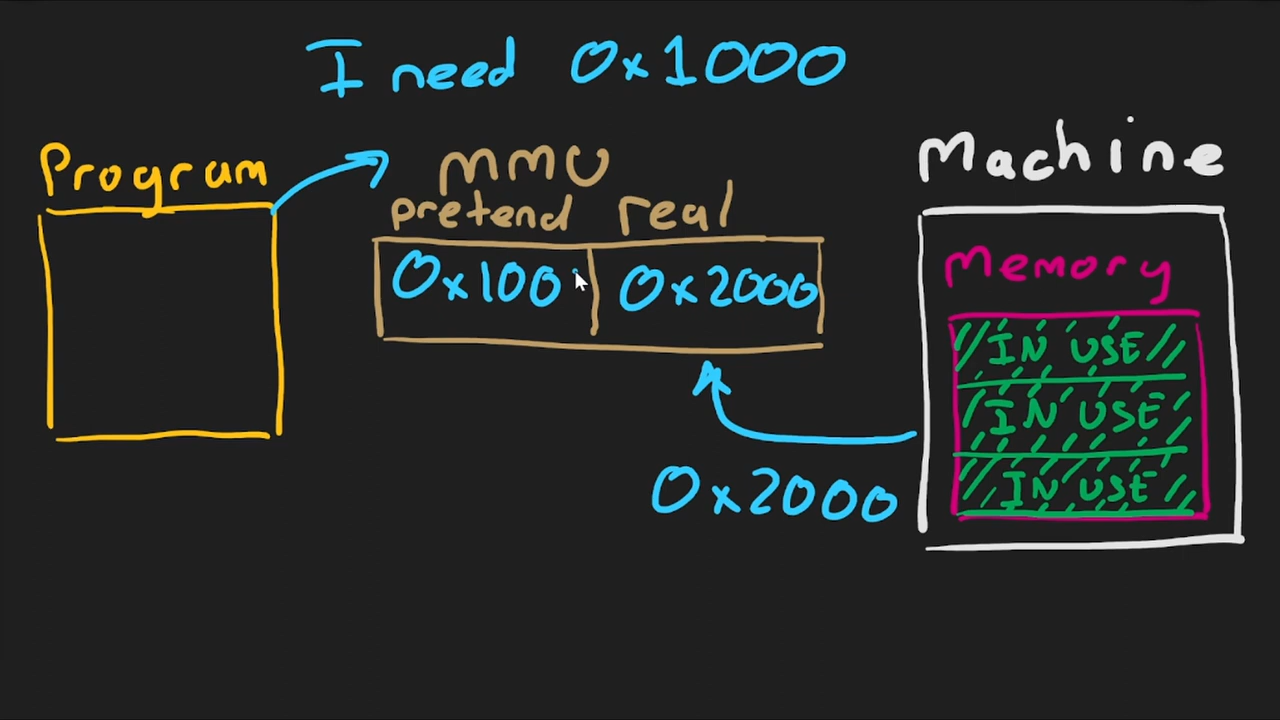 I need 0x1000
Program
MMU
pretend real
0x100 0x2000
Machine
Memory
IN USE
IN USE
IN USE
0x2000